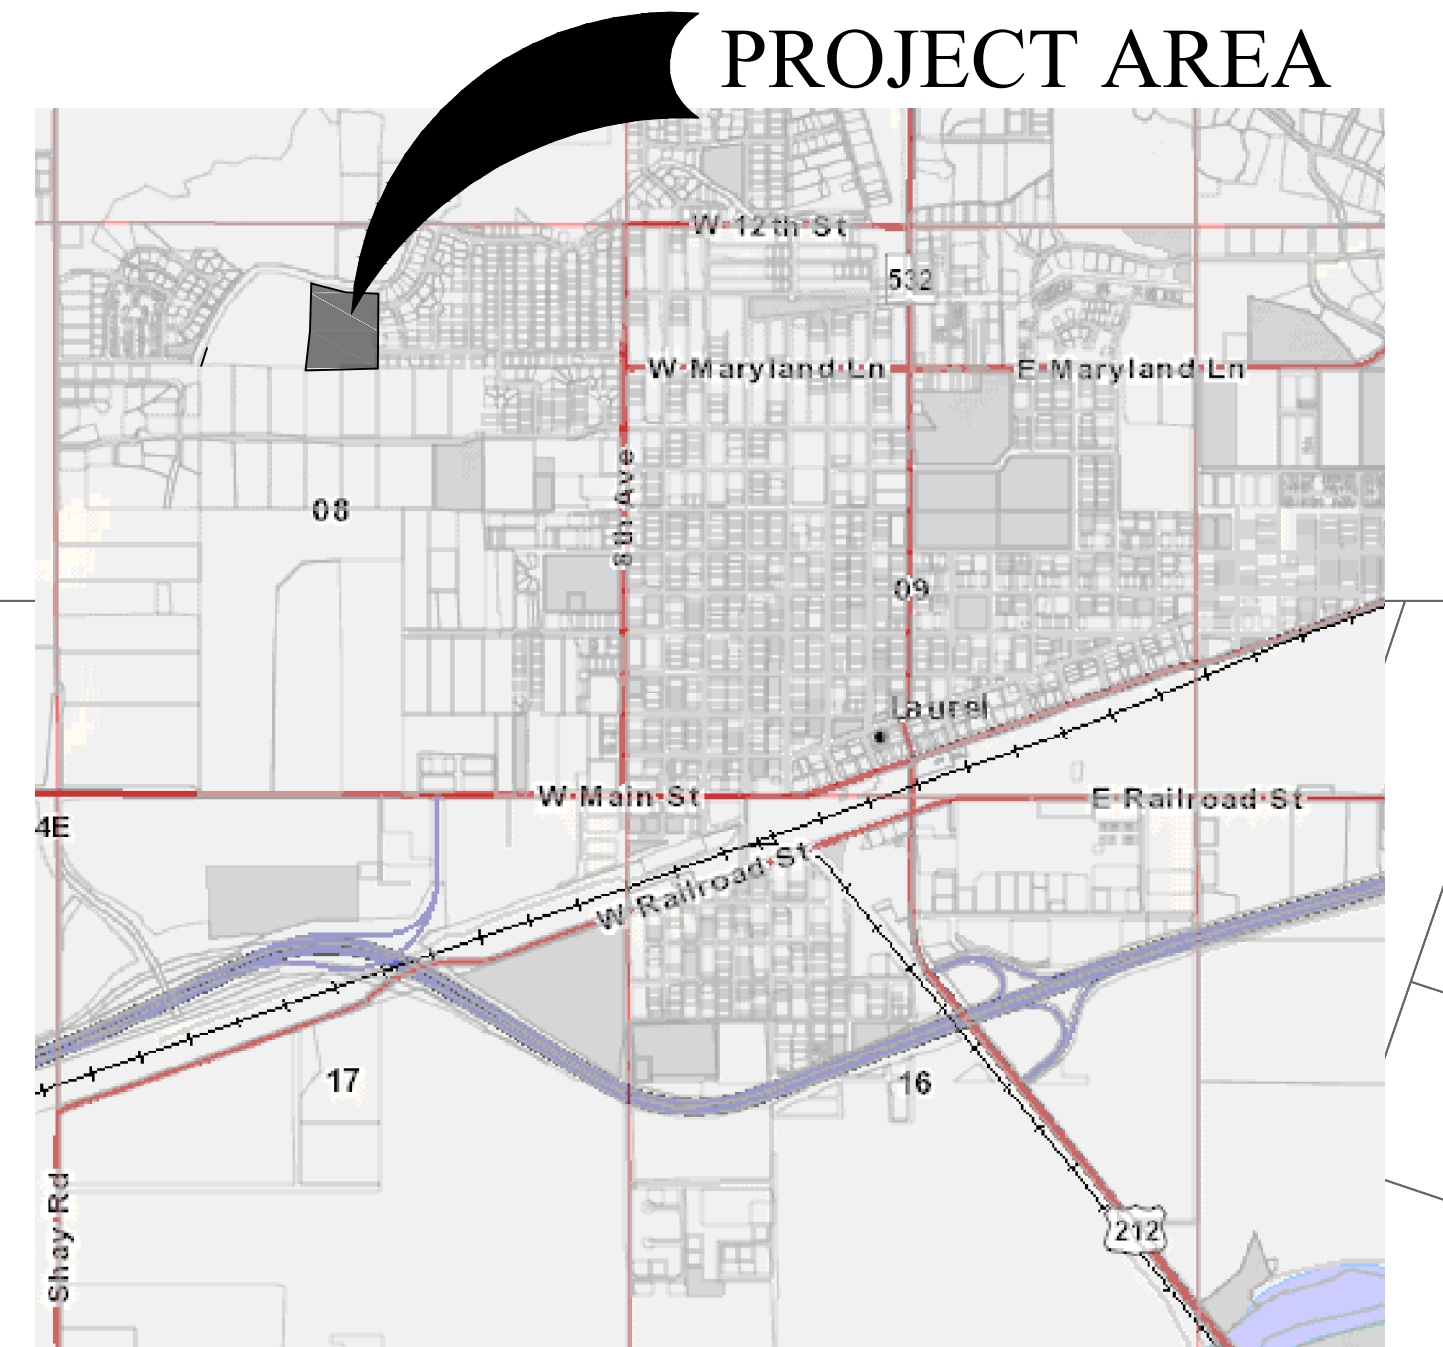 PROJECT AREA
W 12th St
532
W Maryland Ln
E Maryland Ln
8th Ave
08
09
Laurel
W Main St
E Railroad St
4E
W Railroad St
17
16
Shay Rd
212